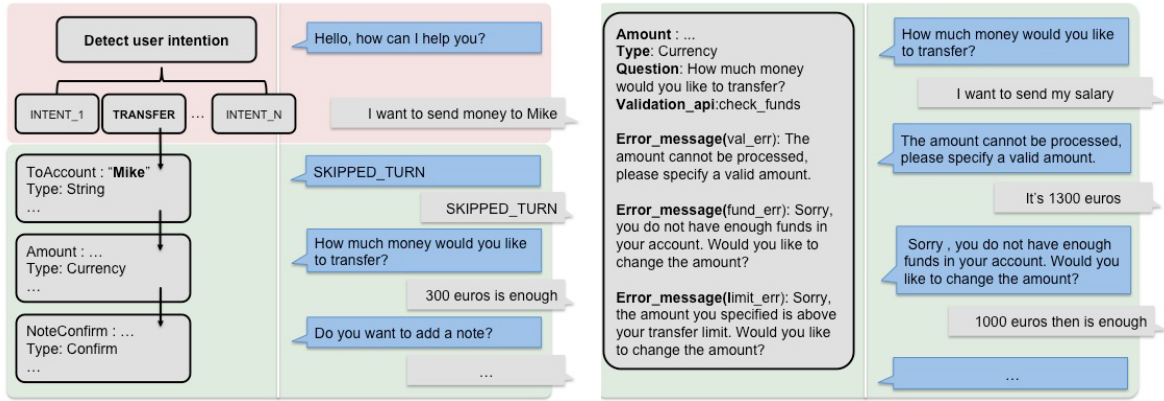 Detect user intention
INTENT_1
TRANSFER
...
INTENT_N
Hello, how can I help you?
I want to send money to Mike
ToAccount : “Mike”
Type: String
...
SKIPPED_TURN
SKIPPED_TURN
Amount : ...
Type: Currency
...
How much money would you like
to transfer?
300 euros is enough
NoteConfirm : ...
Type: Confirm
...
Do you want to add a note?
...
Amount : ...
Type: Currency
Question: How much money
would you like to transfer?
Validation_api:check_funds
Error_message(val_err): The
amount cannot be processed,
please specify a valid amount.
Error_message(fund_err): Sorry,
you do not have enough funds in
your account. Would you like to
change the amount?
Error_message(limit_err): Sorry,
the amount you specified is above
your transfer limit. Would you like
to change the amount?
How much money would you like
to transfer?
I want to send my salary
The amount cannot be processed,
please specify a valid amount.
It’s 1300 euros
Sorry , you do not have enough
funds in your account. Would you
like to change the amount?
1000 euros then is enough
...